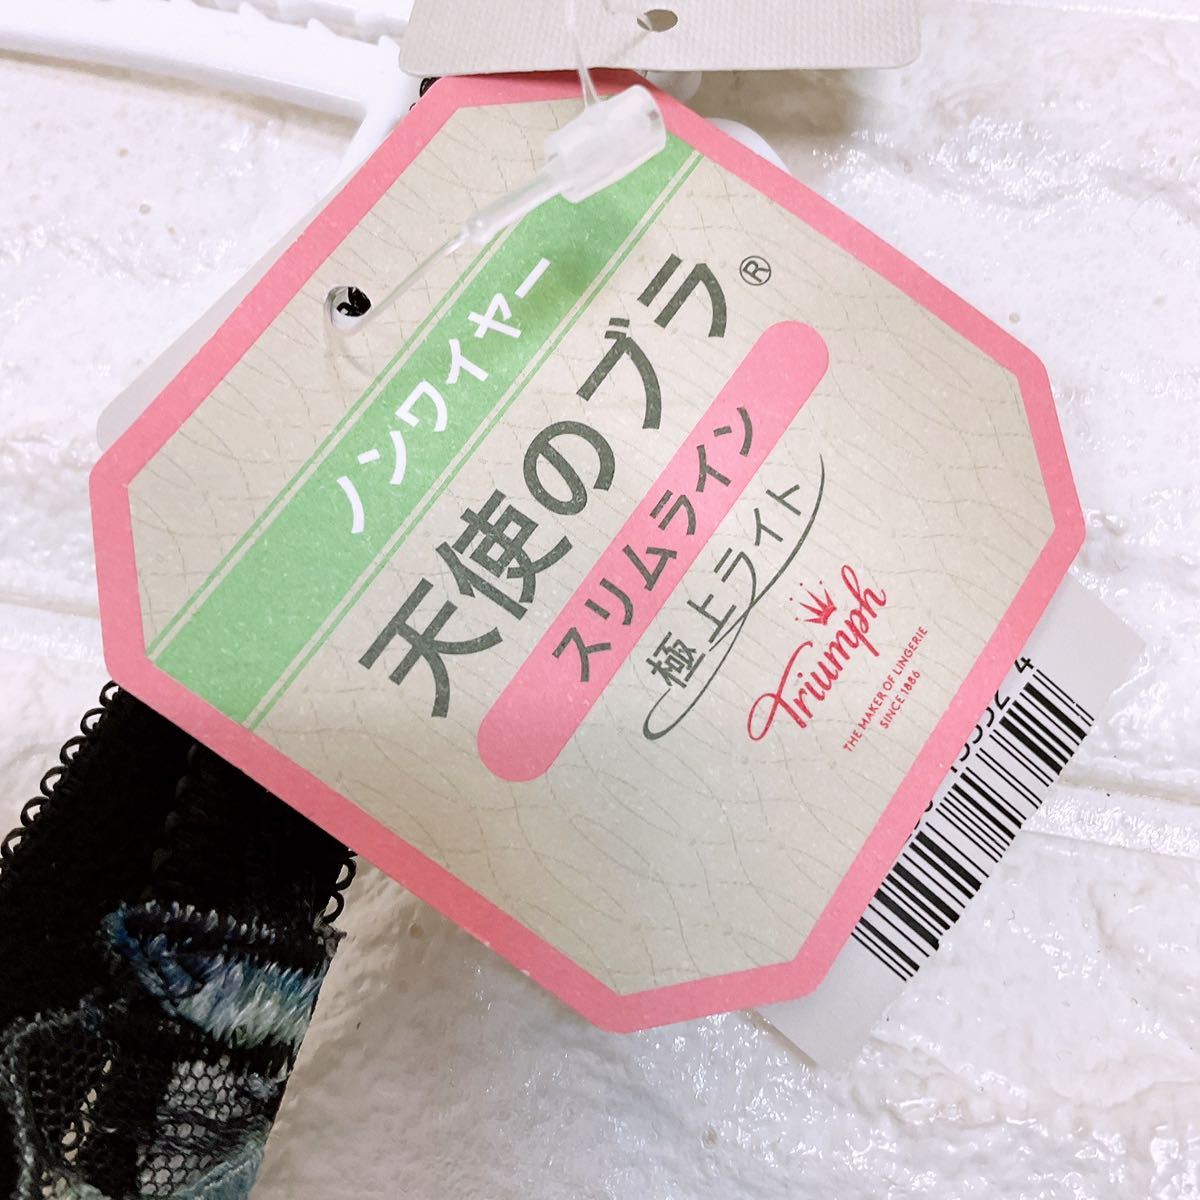 ノンワイヤー
天使のブラ®
スリムライン
極上ライト
Triumph
THE MAKER OF LINGERIE
SINCE 1886